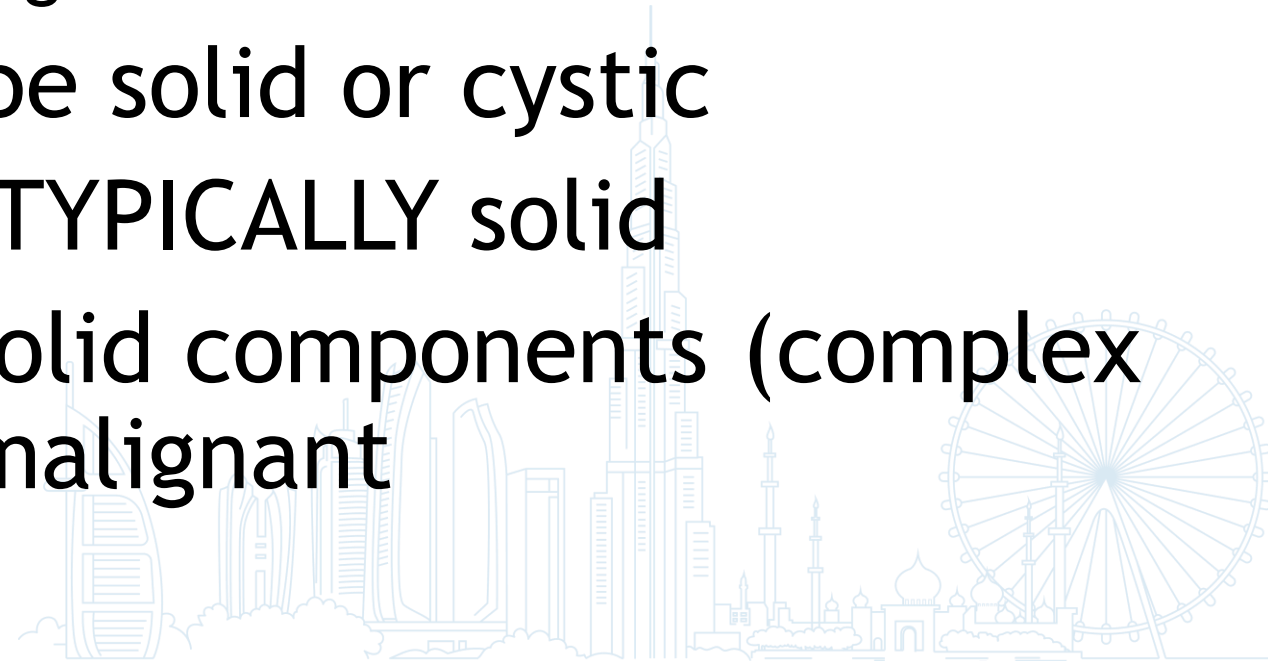 be solid or cystic
TYPICALLY solid
olid components (complex
malignant